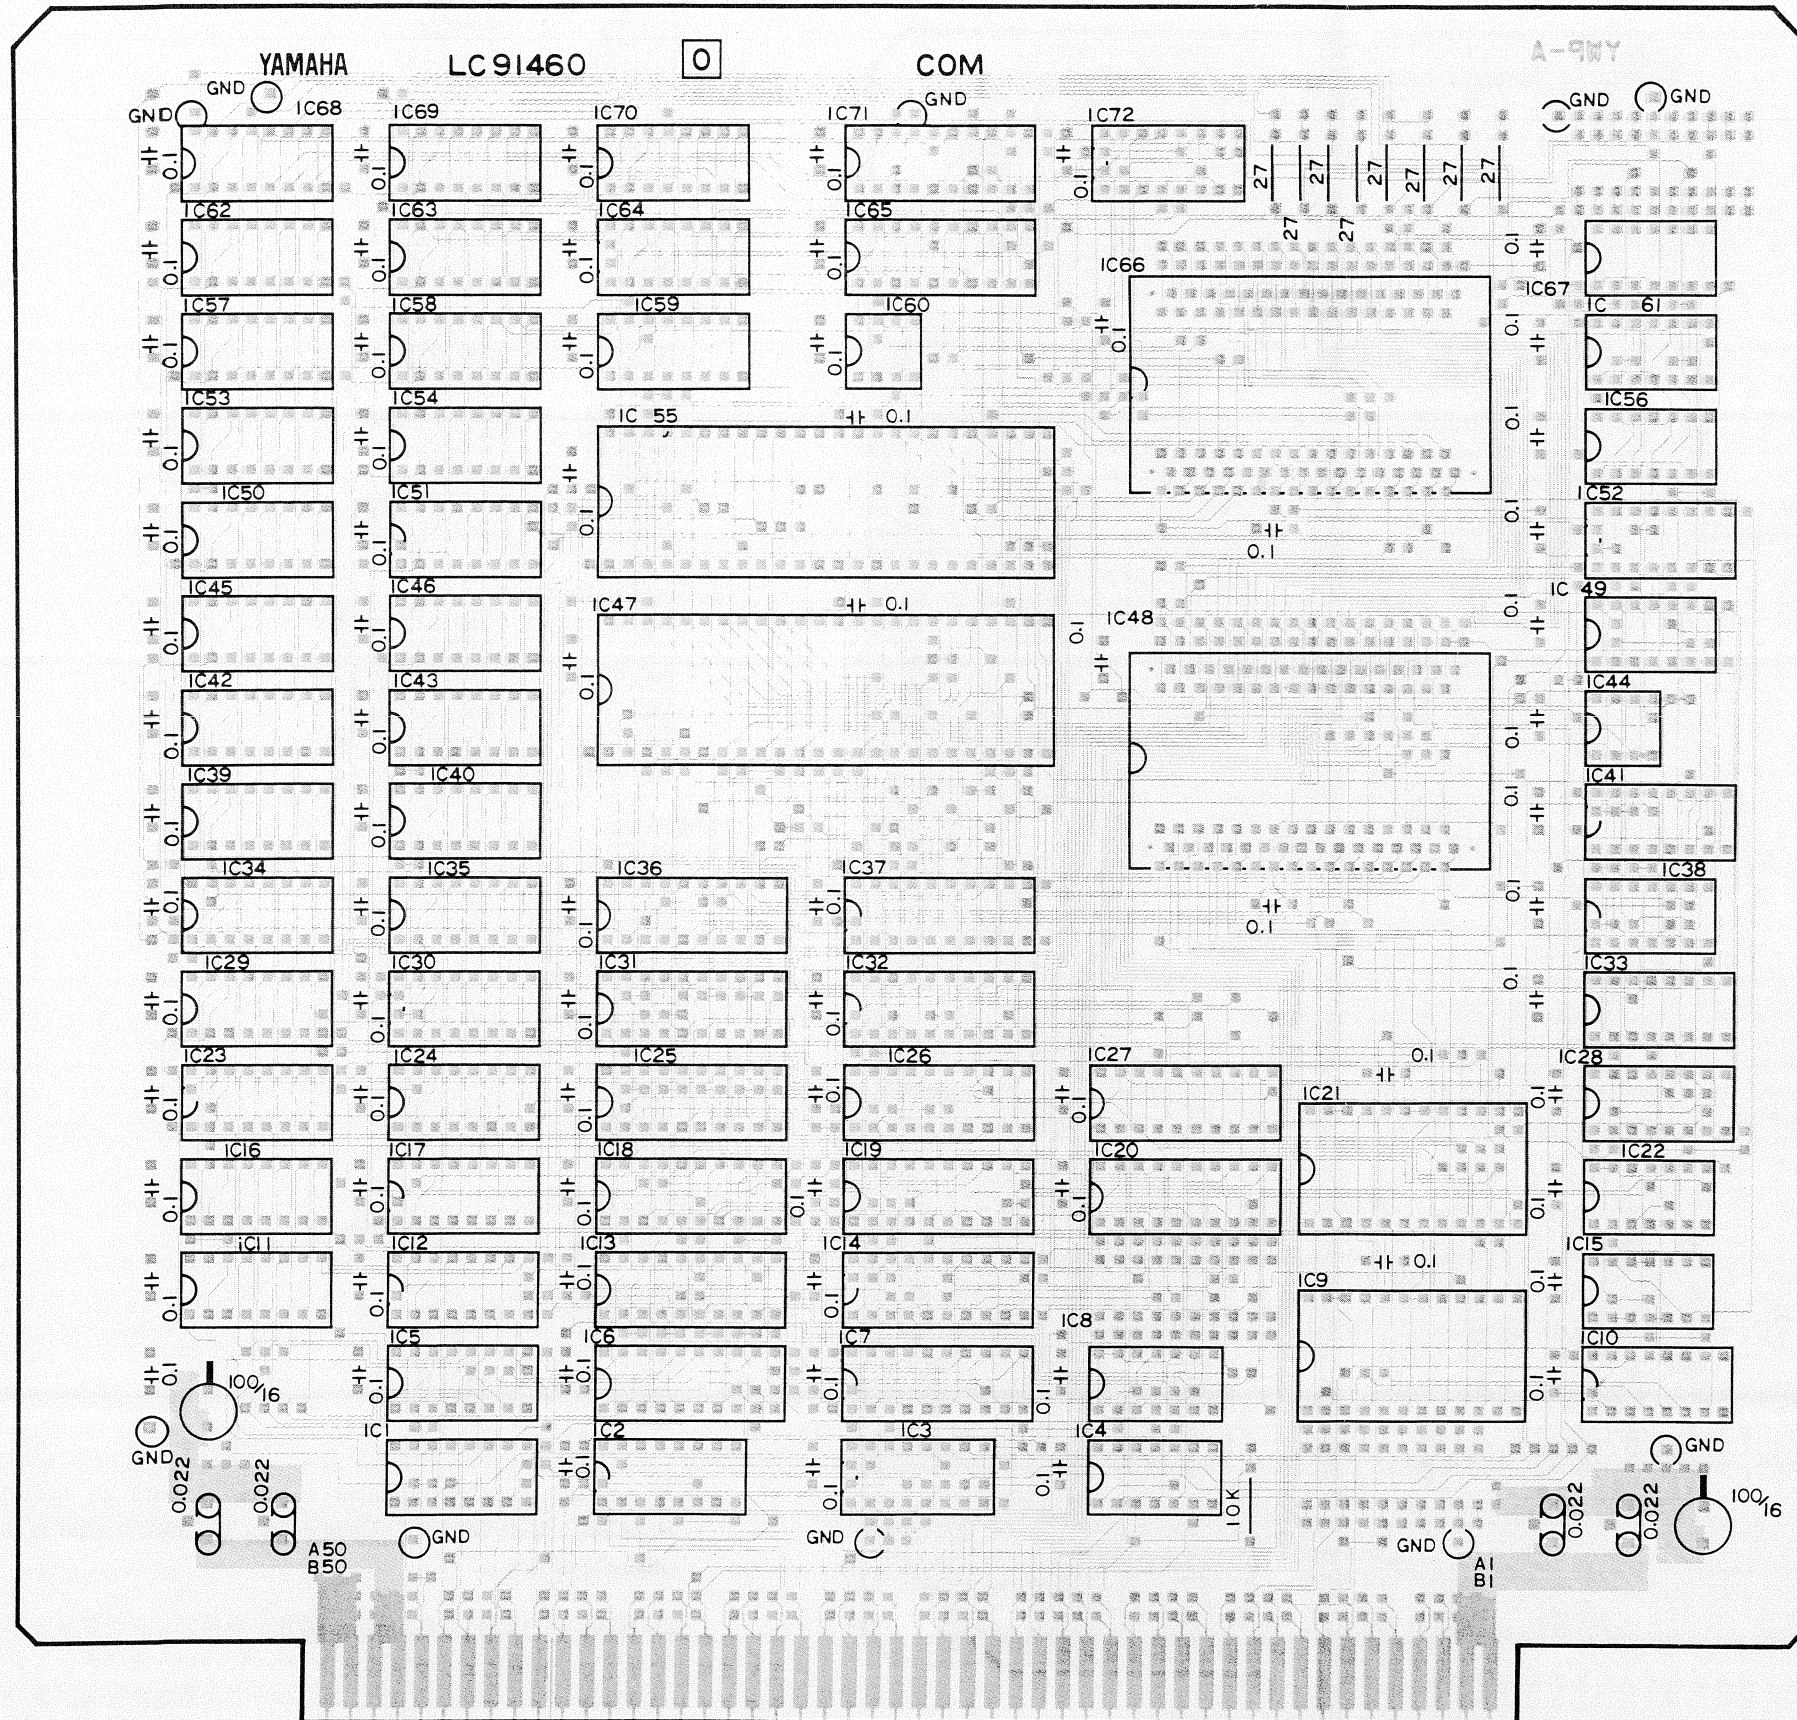 YAMAHA LC91460 0 COM YWP-A
GND GND GND GND GND
IC68 IC69 IC70 IC71 IC72
0.1 0.1 0.1 0.1 0.1 27 27 27 27 27 27
27 27
IC62 IC63 IC64 IC65
0.1 0.1 0.1 0.1 0.1
IC66 IC67
IC57 IC58 IC59 IC60 IC 61
0.1 0.1 0.1 0.1 0.1 0.1
IC53 IC54 IC 55 0.1 IC56
0.1 0.1 0.1
IC50 IC51 IC52
0.1 0.1 0.1 0.1 0.1
IC45 IC46 IC47 0.1 IC48 IC 49
0.1 0.1 0.1 0.1
IC42 IC43 IC44
0.1 0.1 0.1 0.1
IC39 IC40 IC41
0.1 0.1 0.1
IC34 IC35 IC36 IC37 IC38
0.1 0.1 0.1 0.1 0.1 0.1
IC29 IC30 IC31 IC32 IC33
0.1 0.1 0.1 0.1 0.1
IC23 IC24 IC25 IC26 IC27 0.1 IC28
IC21
0.1 0.1 0.1 0.1 0.1 0.1
IC16 IC17 IC18 IC19 IC20 IC22
0.1 0.1 0.1 0.1 0.1 0.1
IC11 IC12 IC13 IC14 0.1 IC15
IC9
0.1 0.1 0.1 0.1 0.1
IC5 IC6 IC7 IC8 IC10
0.1 0.1 0.1 0.1 0.1 0.1
100/16
IC1 IC2 IC3 IC4
GND GND
0.022 0.022 0.1 0.1 0.1 10K 0.022 0.022 100/16
A50 GND GND GND A1
B50 B1